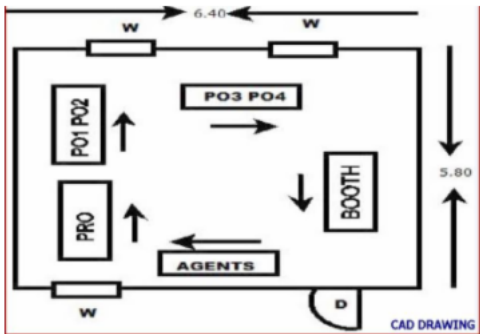 6.40
W
W
PO1 PO2
PO3 PO4
5.80
BOOTH
PRO
AGENTS
W
D
CAD DRAWING